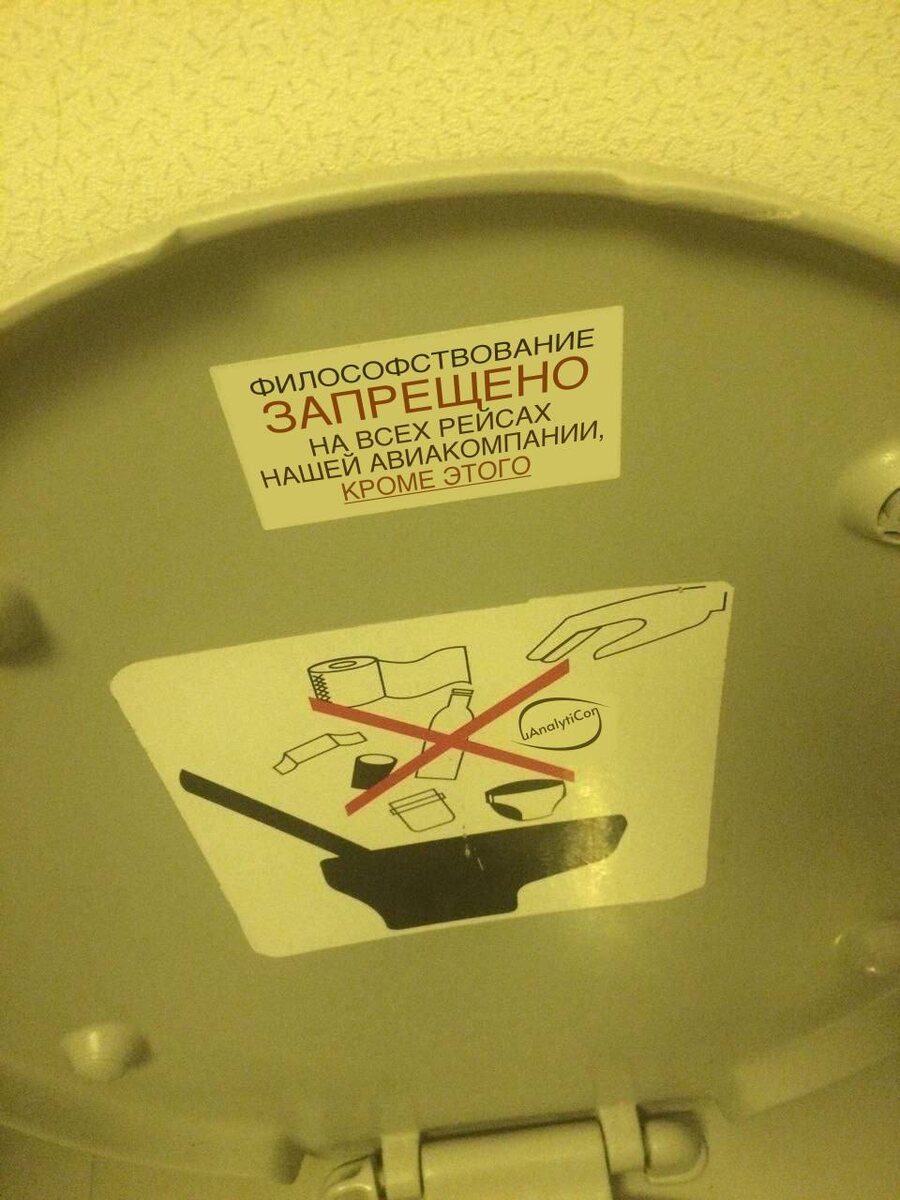 ФИЛОСОФСТВОВАНИЕ
ЗАПРЕЩЕНО
НА ВСЕХ РЕЙСАХ
НАШЕЙ АВИАКОМПАНИИ,
КРОМЕ ЭТОГО
uAnalytiCon